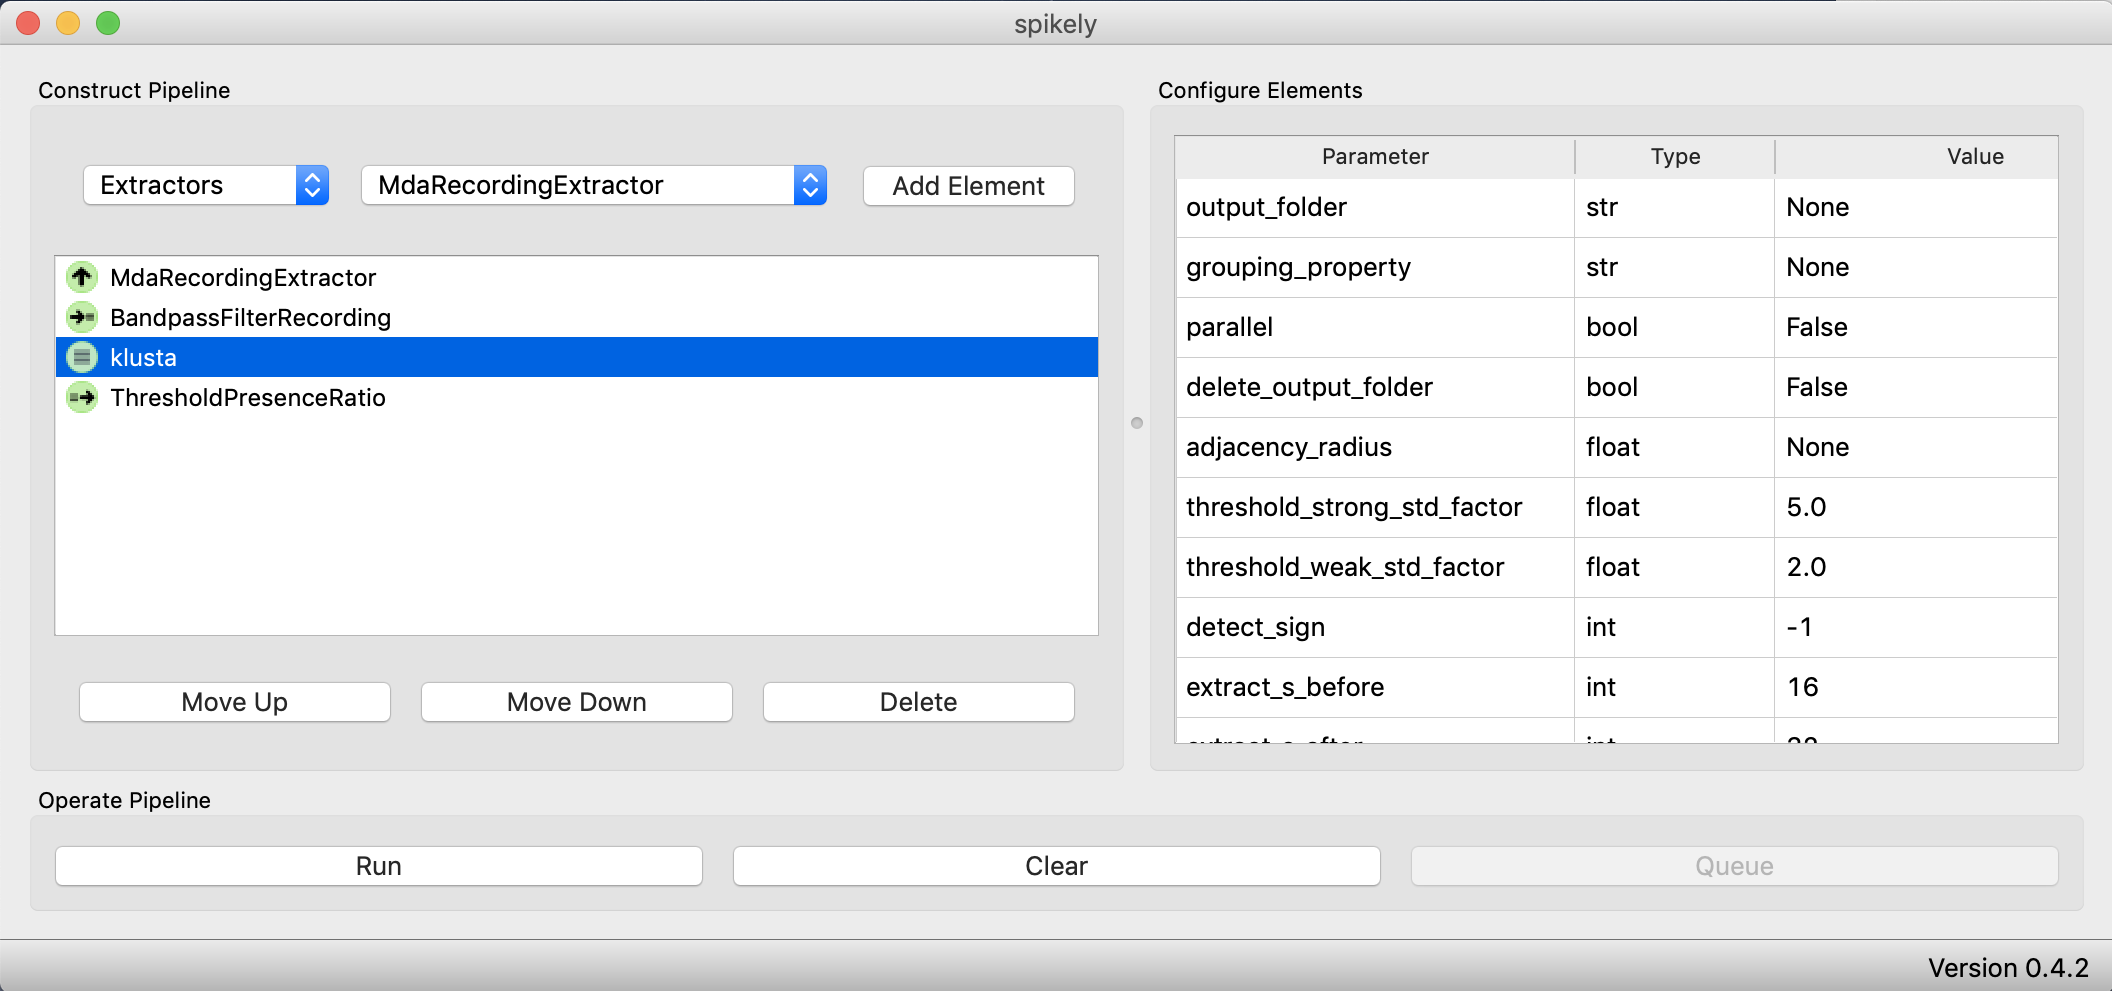 spikely
Construct Pipeline
Extractors MdaRecordingExtractor Add Element
MdaRecordingExtractor
BandpassFilterRecording
klusta
ThresholdPresenceRatio
Move Up Move Down Delete
Configure Elements
Parameter Type Value
output_folder str None
grouping_property str None
parallel bool False
delete_output_folder bool False
adjacency_radius float None
threshold_strong_std_factor float 5.0
threshold_weak_std_factor float 2.0
detect_sign int -1
extract_s_before int 16
Operate Pipeline
Run Clear Queue
Version 0.4.2